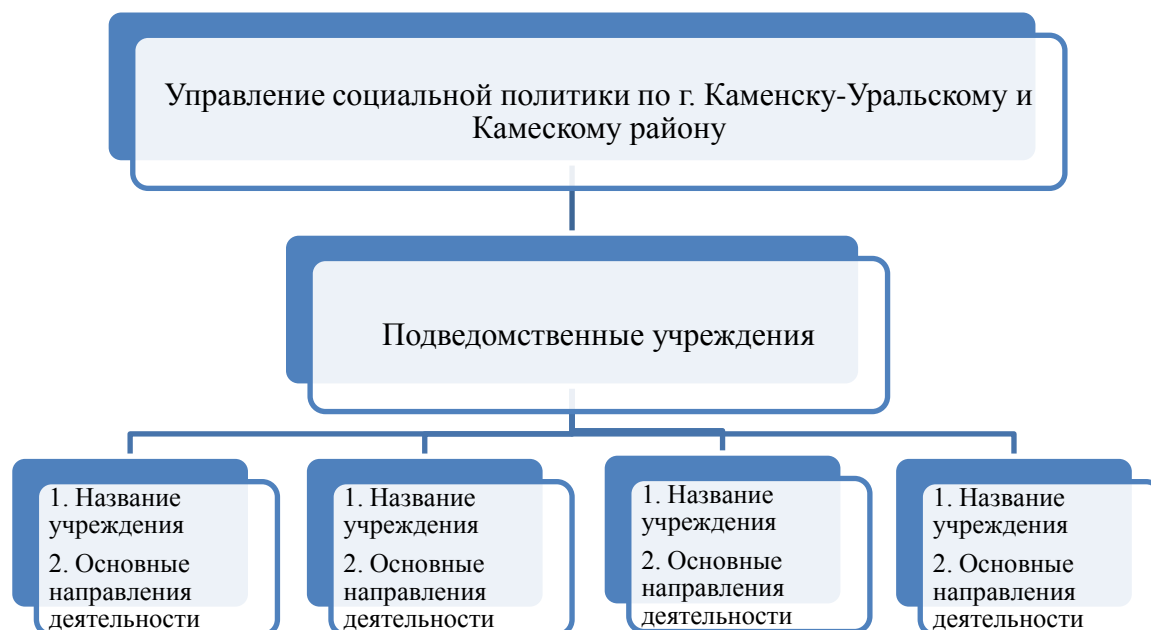 Управление социальной политики по г. Каменску-Уральскому и
Камескому району
Подведомственные учреждения
1. Название
учреждения
2. Основные
направления
деятельности
1. Название
учреждения
2. Основные
направления
деятельности
1. Название
учреждения
2. Основные
направления
деятельности
1. Название
учреждения
2. Основные
направления
деятельности